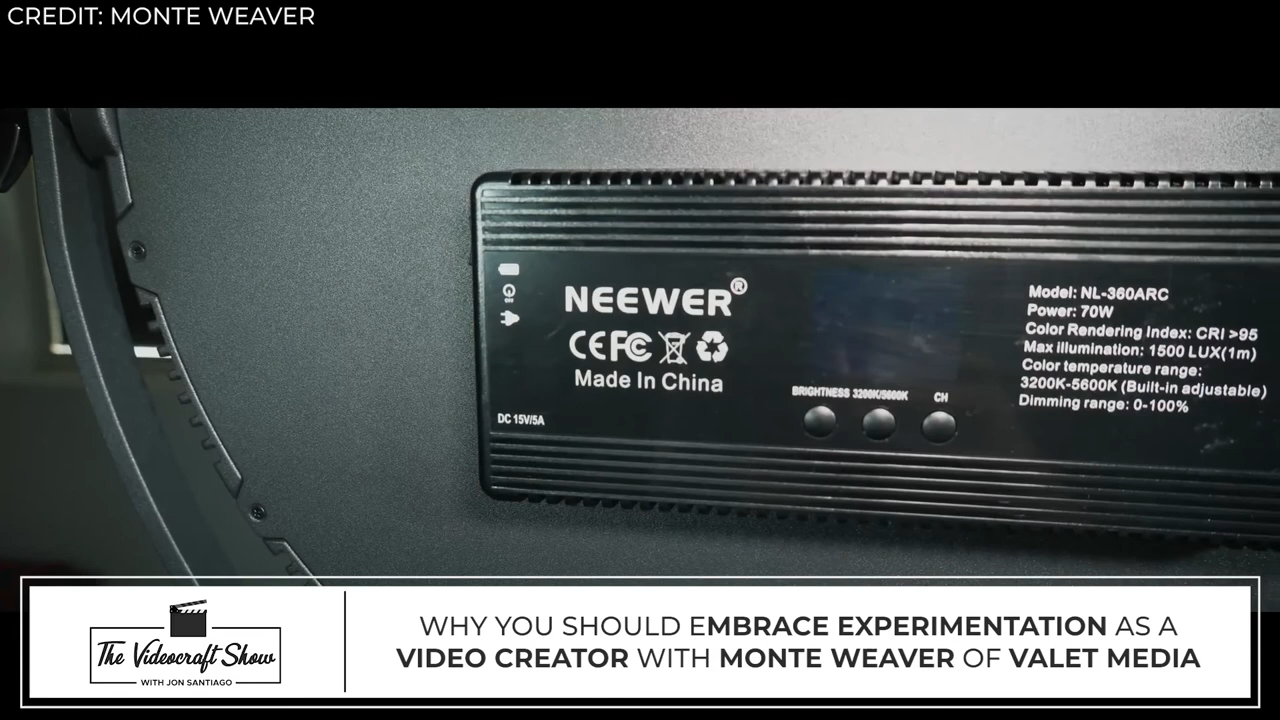 CREDIT: MONTE WEAVER
NEEWER®
CE FC
Made In China
DC 15V/5A
OFF
BRIGHTNESS 3200K/5600K CH
Model: NL-360ARC
Power: 70W
Color Rendering Index: CRI >95
Max illumination: 1500 LUX(1m)
Color temperature range:
3200K-5600K (Built-in adjustable)
Dimming range: 0-100%
The Videocraft Show
WITH JON SANTIAGO
WHY YOU SHOULD EMBRACE EXPERIMENTATION AS A
VIDEO CREATOR WITH MONTE WEAVER OF VALET MEDIA